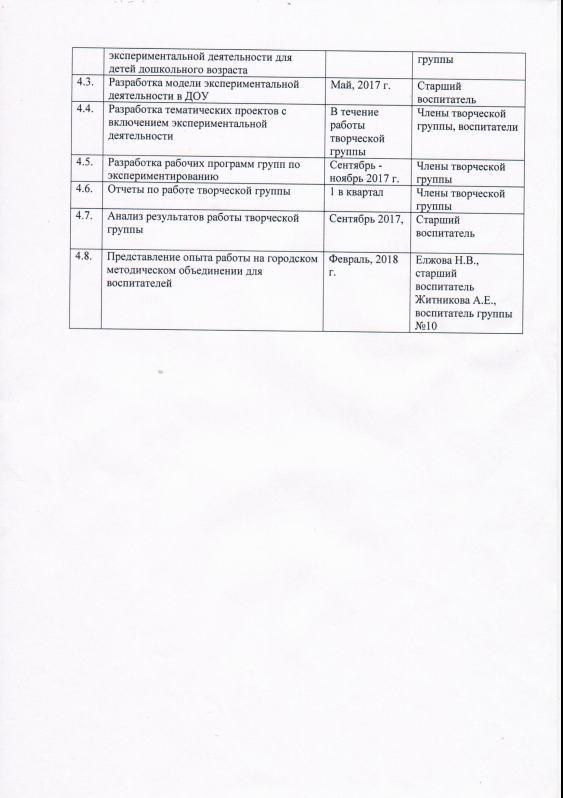 экспериментальной деятельности для
детей дошкольного возраста
группы
4.3.
Разработка модели экспериментальной
деятельности в ДОУ
Май, 2017 г.
Старший
воспитатель
4.4.
Разработка тематических проектов с
включением экспериментальной
деятельности
В течение
работы
творческой
группы
Члены творческой
группы, воспитатели
4.5.
Разработка рабочих программ групп по
экспериментированию
Сентябрь -
ноябрь 2017 г.
Члены творческой
группы
4.6.
Отчеты по работе творческой группы
1 в квартал
Члены творческой
группы
4.7.
Анализ результатов работы творческой
группы
Сентябрь 2017,
Старший
воспитатель
4.8.
Представление опыта работы на городском
методическом объединении для
воспитателей
Февраль, 2018
г.
Елжова Н.В.,
старший
воспитатель
Житникова А.Е.,
воспитатель группы
№10